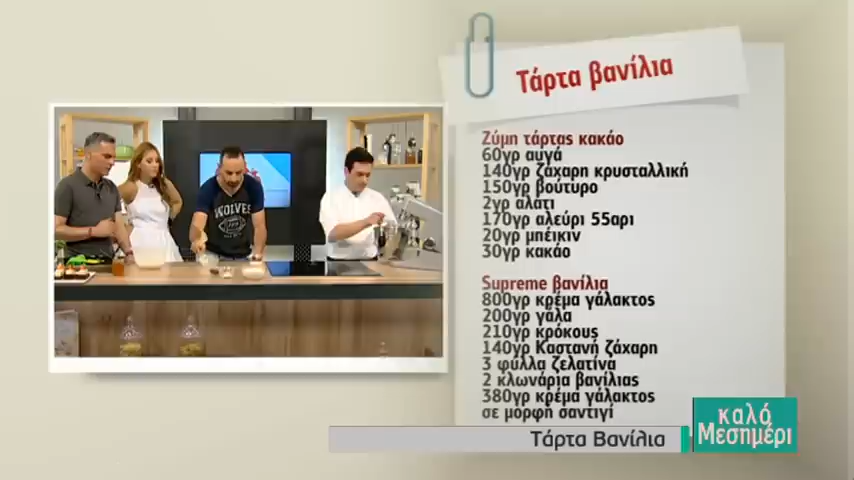 Τάρτα βανίλια
Ζύμη τάρτας κακάο
60γρ αυγά
140γρ ζάχαρη κρυσταλλική
150γρ βούτυρο
2γρ αλάτι
170γρ αλεύρι 55αρι
20γρ μπέικιν
30γρ κακάο
Supreme βανίλια
800γρ κρέμα γάλακτος
200γρ γάλα
210γρ κρόκους
140γρ Καστανή ζάχαρη
3 φύλλα ζελατίνα
2 κλωνάρια βανίλιας
380γρ κρέμα γάλακτος
σε μορφή σαντιγί
WOLVES
Τάρτα Βανίλια
καλό
Μεσημέρι